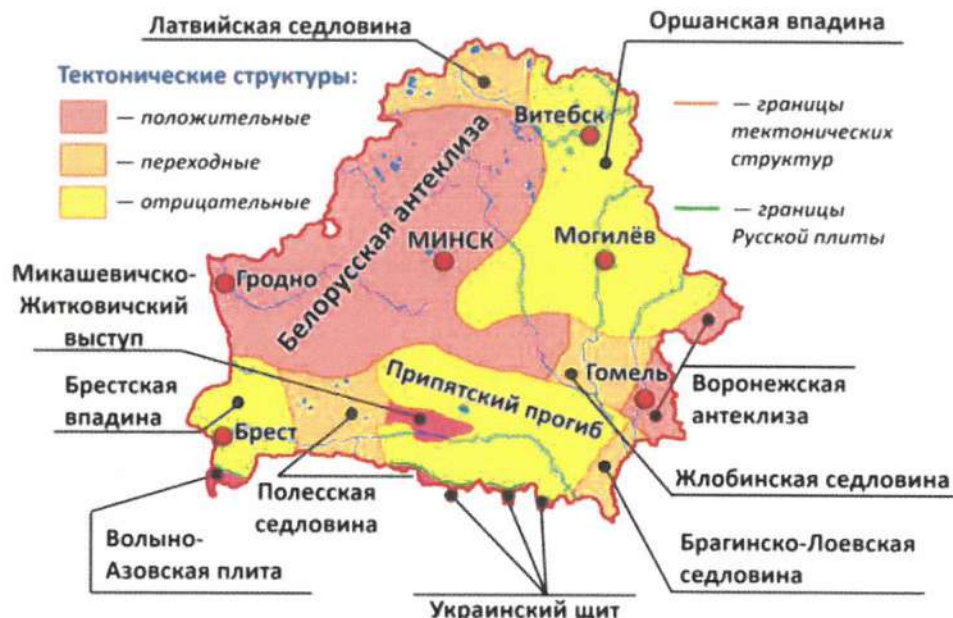 Латвийская седловина
Оршанская впадина
Тектонические структуры:
— положительные
— переходные
— отрицательные
— границы
тектонических
структур
— границы
Русской плиты
Витебск
Белорусская антеклиза
МИНСК
Могилёв
Гродно
Микашевичско-
Житковичский
выступ
Брестская
впадина
Брест
Припятский прогиб
Гомель
Воронежская
антеклиза
Жлобинская седловина
Полесская
седловина
Волыно-
Азовская плита
Брагинско-Лоевская
седловина
Украинский щит